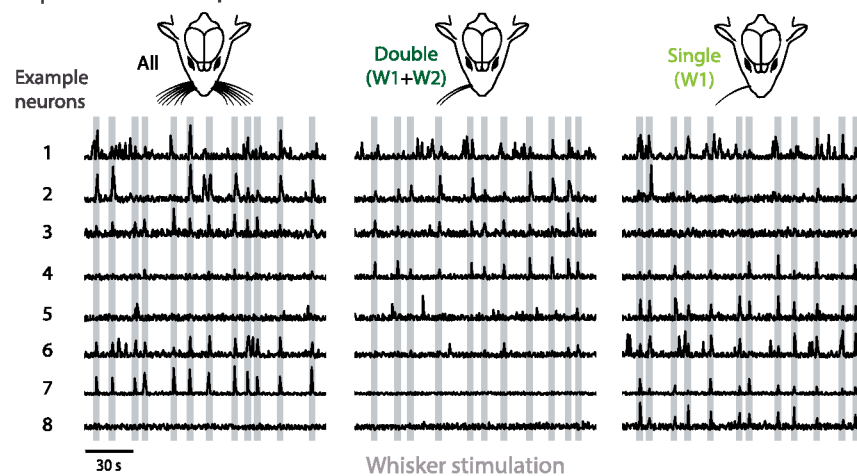 All
Double
(W1+W2)
Single
(W1)
Example
neurons
1
2
3
4
5
6
7
8
30 s
Whisker stimulation